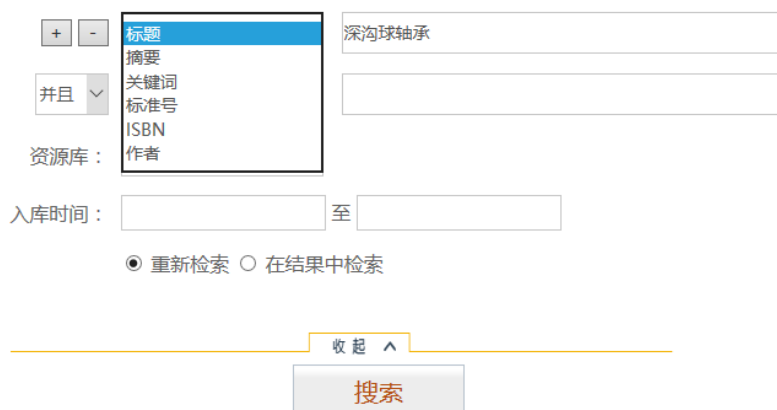 + - 标题 深沟球轴承
摘要
关键词
并且
标准号
ISBN
作者
资源库：
入库时间： 至
重新检索 在结果中检索
收起
搜索